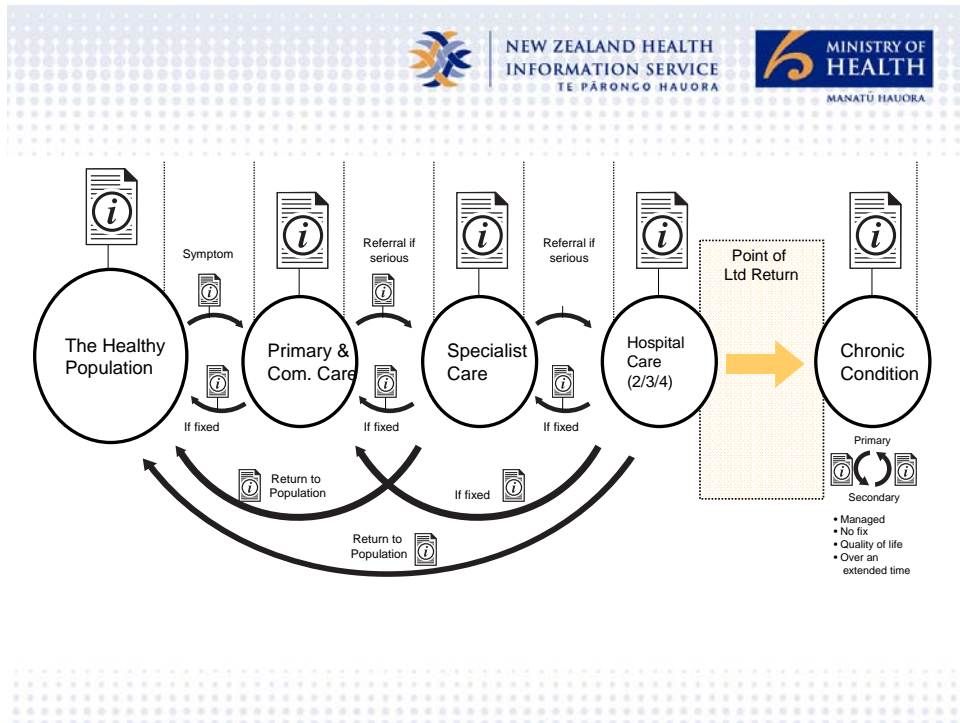 NEW ZEALAND HEALTH
INFORMATION SERVICE
TE PĀRONGO HAUORA
MINISTRY OF
HEALTH
MANATŪ HAUORA
i
i
i
i
i
Symptom
Referral if
serious
Referral if
serious
Point of
Ltd Return
i
i
The Healthy
Population
Primary &
Com. Care
Specialist
Care
Hospital
Care
(2/3/4)
Chronic
Condition
i
i
i
If fixed
If fixed
If fixed
Primary
i
i
Secondary
i
Return to
Population
If fixed
i
Return to
Population
i
• Managed
• No fix
• Quality of life
• Over an
extended time